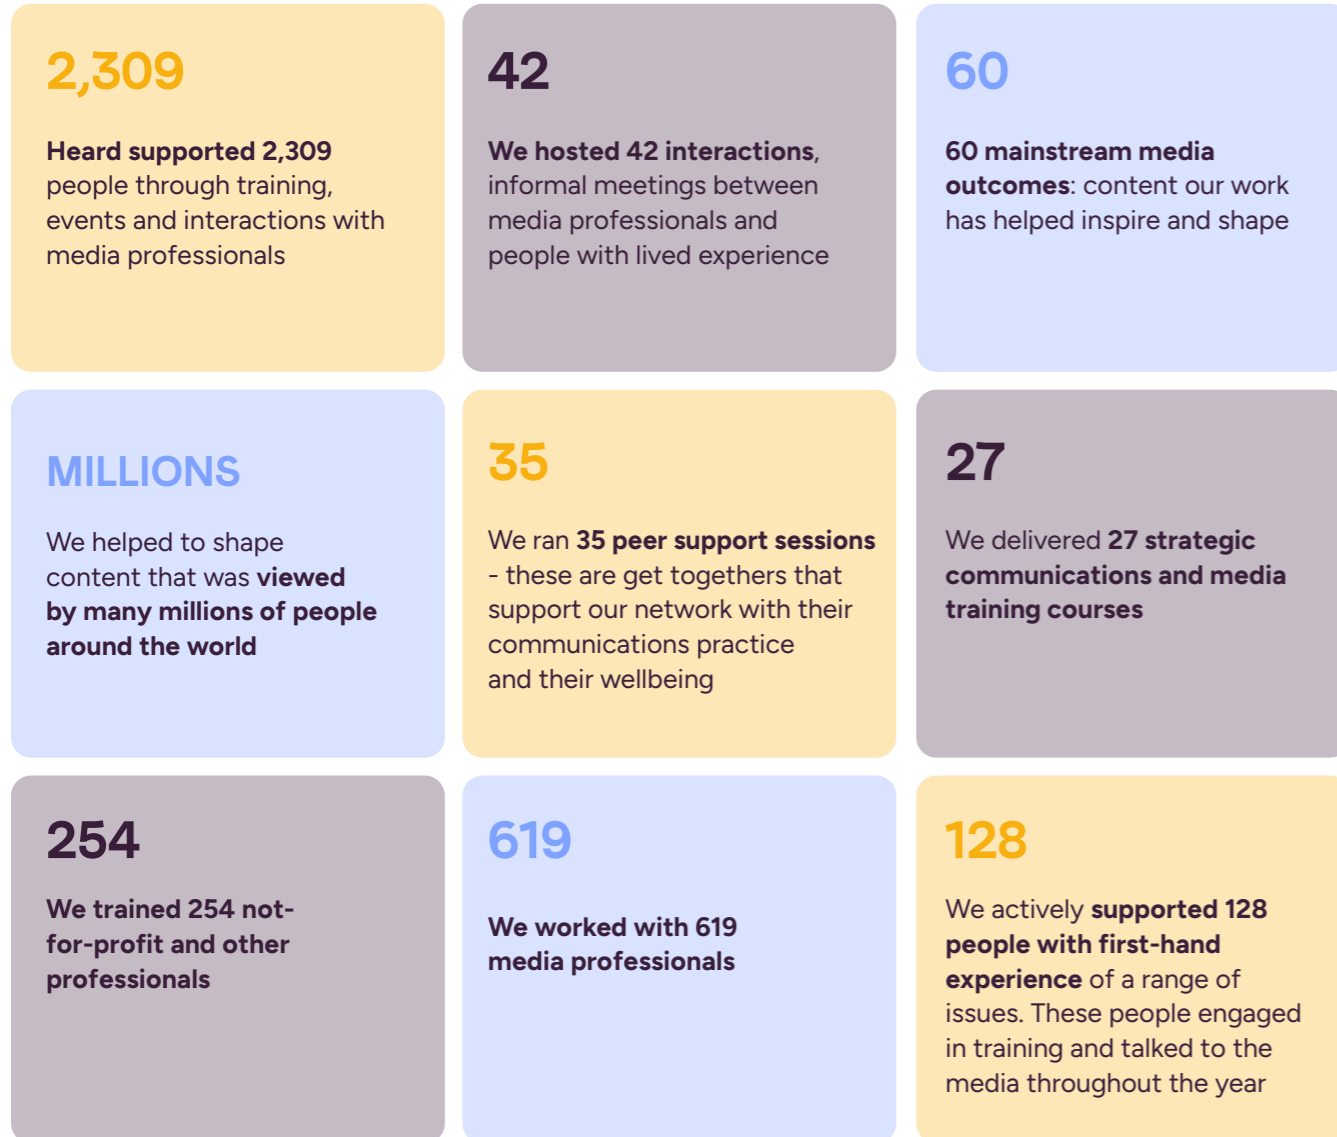 2,309
Heard supported 2,309
people through training,
events and interactions with
media professionals
42
We hosted 42 interactions,
informal meetings between
media professionals and
people with lived experience
60
60 mainstream media
outcomes: content our work
has helped inspire and shape
MILLIONS
We helped to shape
content that was viewed
by many millions of people
around the world
35
We ran 35 peer support sessions
- these are get togethers that
support our network with their
communications practice
and their wellbeing
27
We delivered 27 strategic
communications and media
training courses
254
We trained 254 not-
for-profit and other
professionals
619
We worked with 619
media professionals
128
We actively supported 128
people with first-hand
experience of a range of
issues. These people engaged
in training and talked to the
media throughout the year